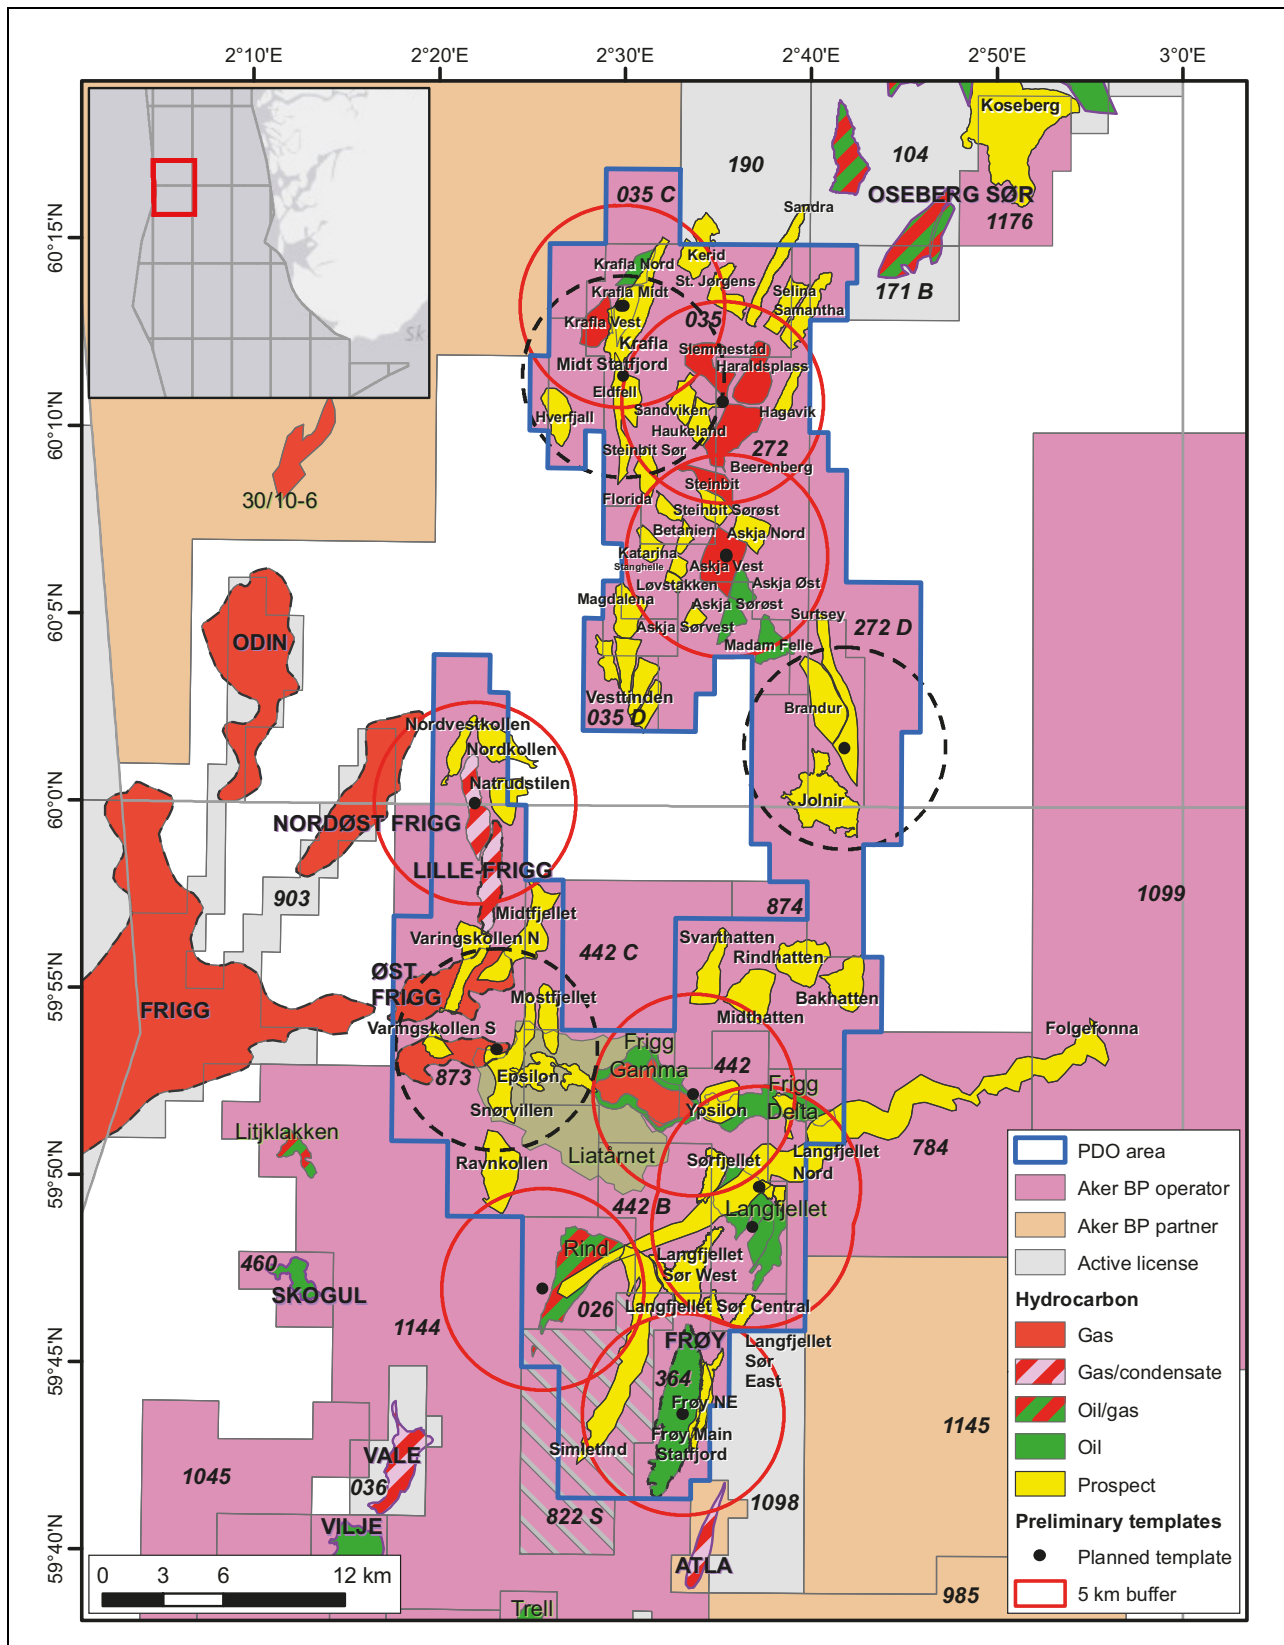 2°10'E
2°20'E
2°30'E
2°40'E
2°50'E
3°0'E
60°15'N
60°10'N
60°5'N
60°0'N
59°55'N
59°50'N
59°45'N
59°40'N
Sk
Koseberg
190
104
OSEBERG SØR
1176
035 C
Sandra
Kerid
Krafla Nord
St. Jørgens
Krafla Midt
Selina
171 B
Samantha
Krafla Vest
035
Krafla
Slemmestad
Midt Statfjord
Haraldsplass
Eldfell
Hverfjall
Sandviken
Hagavik
Haukeland
Steinbit Sør
272
Beerenberg
Steinbit
30/10-6
Florida
Steinbit Sørøst
Betanien
Askja Nord
Katarina
Stanghelle
Askja Vest
Løvstakken
Askja Øst
Magdalena
Askja Sørøst
Surtsey
Askja Sørvest
272 D
ODIN
Madam Felle
Vesttinden
035 D
Brandur
Nordvestkollen
Nordkollen
Natrudstilen
Jolnir
NORDØST FRIGG
LILLE-FRIGG
903
874
1099
Midtfjellet
Varingskollen N
442 C
Svarthatten
Rindhatten
ØST
FRIGG
Bakhatten
Mostfjellet
Midthatten
FRIGG
Varingskollen S
Frigg
Gamma
Folgefonna
873
Epsilon
442
Frigg
Delta
Snørvillen
Ypsilon
Litjklakken
Liatårnet
Langfjellet
Nord
784
Ravnkollen
Sørfjellet
442 B
Langfjellet
Rind
Langfjellet
Sør West
460
SKOGUL
026
Langfjellet Sør Central
1144
FRØY
Langfjellet
Sør
East
364
Frøy NE
Frøy Main
Statfjord
Simletind
1145
VALE
1045
036
1098
822 S
VILJE
ATLA
985
Trell
0
3
6
12 km
PDO area
Aker BP operator
Aker BP partner
Active license
Hydrocarbon
Gas
Gas/condensate
Oil/gas
Oil
Prospect
Preliminary templates
Planned template
5 km buffer